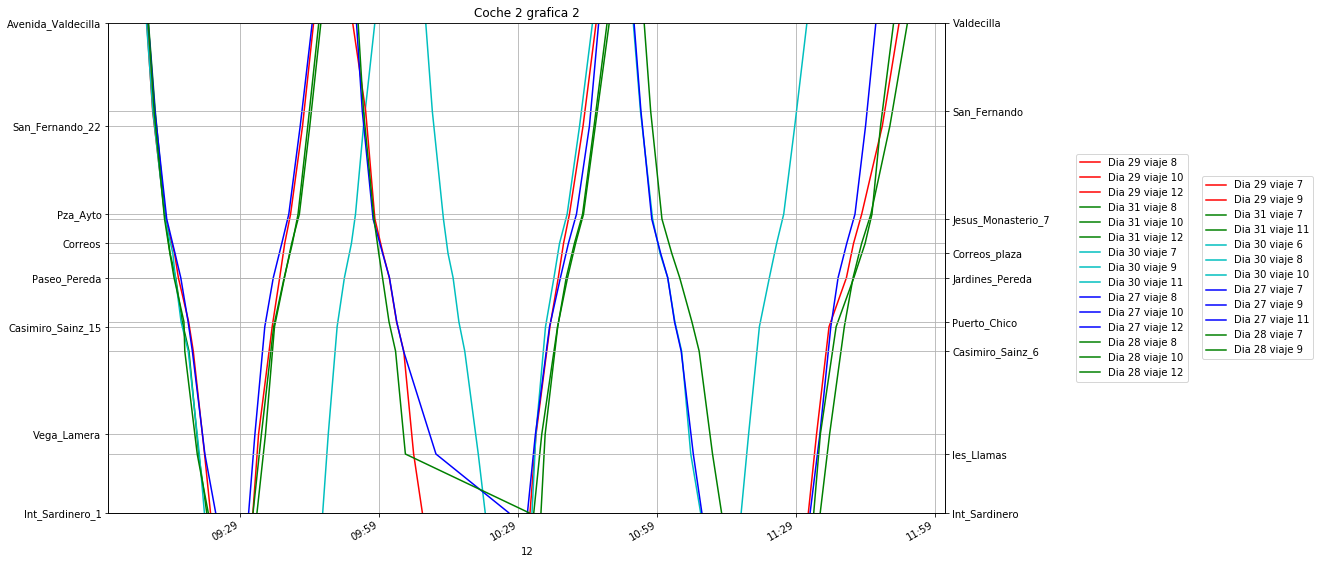 Coche 2 grafica 2
Avenida_Valdecilla
San_Fernando_22
Pza_Ayto
Correos
Paseo_Pereda
Casimiro_Sainz_15
Vega_Lamera
Int_Sardinero_1
Valdecilla
San_Fernando
Jesus_Monasterio_7
Correos_plaza
Jardines_Pereda
Puerto_Chico
Casimiro_Sainz_6
Ies_Llamas
Int_Sardinero
09:29
09:59
10:29
10:59
11:29
11:59
12
Dia 29 viaje 8
Dia 29 viaje 10
Dia 29 viaje 12
Dia 31 viaje 8
Dia 31 viaje 10
Dia 31 viaje 12
Dia 30 viaje 7
Dia 30 viaje 9
Dia 30 viaje 11
Dia 27 viaje 8
Dia 27 viaje 10
Dia 27 viaje 12
Dia 28 viaje 8
Dia 28 viaje 10
Dia 28 viaje 12
Dia 29 viaje 7
Dia 29 viaje 9
Dia 31 viaje 7
Dia 31 viaje 11
Dia 30 viaje 6
Dia 30 viaje 8
Dia 30 viaje 10
Dia 27 viaje 7
Dia 27 viaje 9
Dia 27 viaje 11
Dia 28 viaje 7
Dia 28 viaje 9